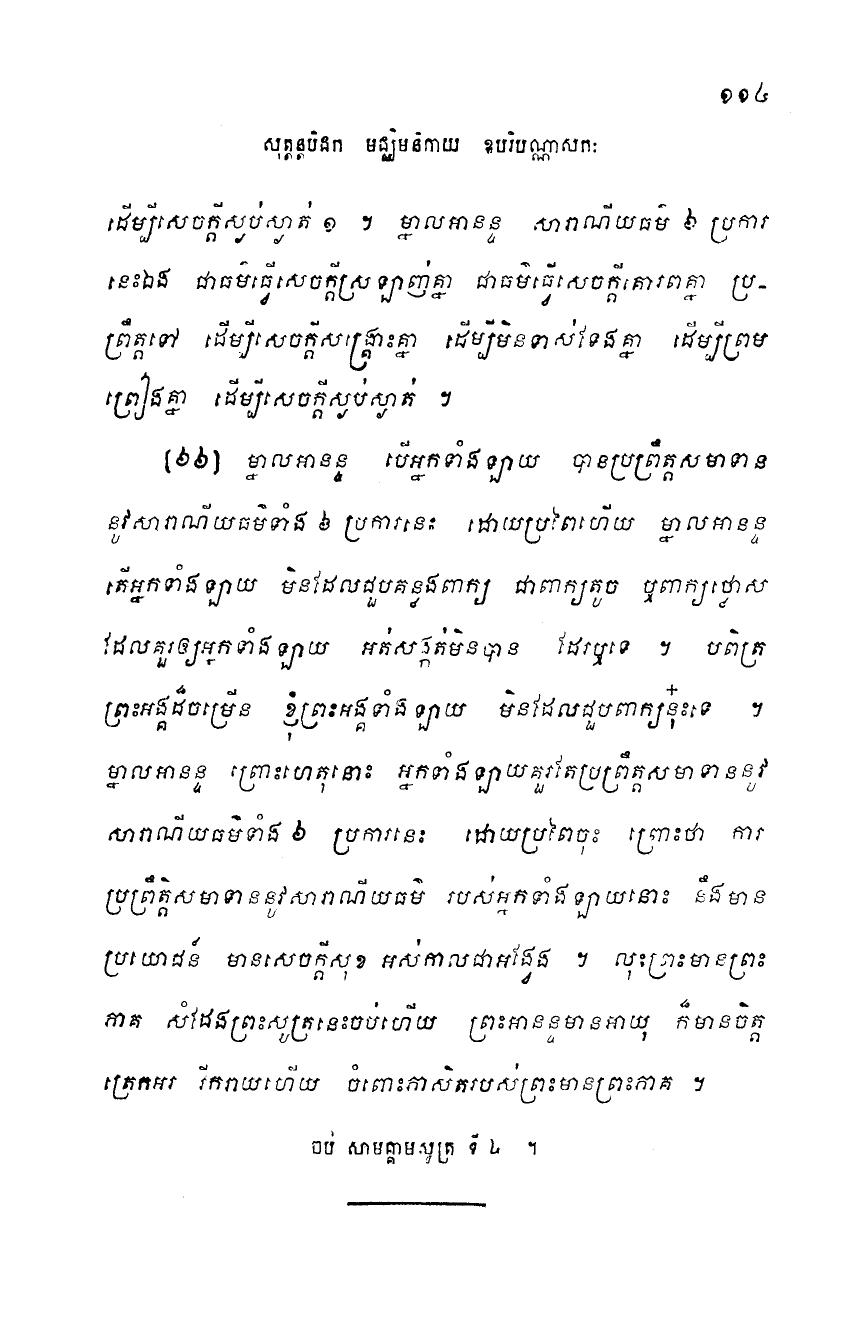 ១១៤
សុត្តន្តបិដក មជ្ឈិមនិកាយ ឧបរិបណ្ណាសកៈ
ដើម្បីសេចក្តីស្ងប់ស្ងាត់ ១ ។ ម្នាលអានន្ទ សារាណីយធម៌ ៦ ប្រការ
នេះឯង ជាធម៌ធ្វើសេចក្តីស្រឡាញ់គ្នា ជាធម៌ធ្វើសេចក្តីគោរពគ្នា ប្រ-
ព្រឹត្តទៅ ដើម្បីសេចក្តីសង្គ្រោះគ្នា ដើម្បីមិនទាស់ទែងគ្នា ដើម្បីព្រម
ព្រៀងគ្នា ដើម្បីសេចក្តីស្ងប់ស្ងាត់ ។
[៦៦] ម្នាលអានន្ទ បើអ្នកទាំងឡាយ បានប្រព្រឹត្តសមាទាន
នូវសារាណីយធម៌ទាំង ៦ ប្រការនេះ ដោយប្រពៃហើយ ម្នាលអានន្ទ
តើអ្នកទាំងឡាយ មិនដែលជួបគន្លងពាក្យ ជាពាក្យតូច ឬពាក្យថ្លោស
ដែលគួរឲ្យអ្នកទាំងឡាយ អត់សង្កត់មិនបាន ដែរឬទេ ។ បពិត្រ
ព្រះអង្គដ៏ចម្រើន ខ្ញុំព្រះអង្គទាំងឡាយ មិនដែលជួបពាក្យនុ៎ះទេ ។
ម្នាលអានន្ទ ព្រោះហេតុនោះ អ្នកទាំងឡាយគួរតែប្រព្រឹត្តសមាទាននូវ
សារាណីយធម៌ទាំង ៦ ប្រការនេះ ដោយប្រពៃចុះ ព្រោះថា ការ
ប្រព្រឹត្តិសមាទាននូវសារាណីយធម៌ របស់អ្នកទាំងឡាយនោះ នឹងមាន
ប្រយោជន៍ មានសេចក្តីសុខ អស់កាលជាអង្វែង ។ លុះព្រះមានព្រះ
ភាគ សំដែងព្រះសូត្រនេះចប់ហើយ ព្រះអានន្ទមានអាយុ ក៏មានចិត្ត
ត្រេកអរ រីករាយហើយ ចំពោះភាសិតរបស់ព្រះមានព្រះភាគ ។
ចប់ សាមគ្គាមសូត្រ ទី ៤ ។